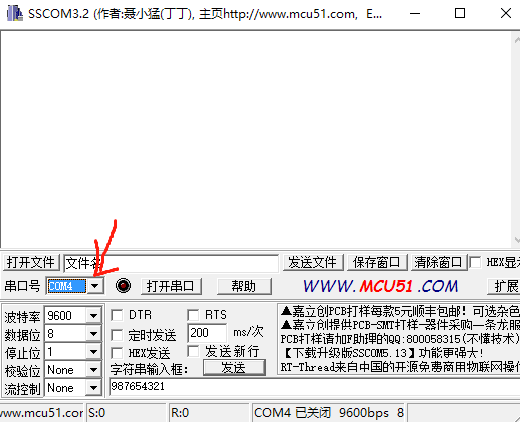 SSCOM3.2 (作者:聂小猛(丁丁), 主页http://www.mcu51.com, E...
打开文件 文件名 发送文件 保存窗口 清除窗口 HEX显示
串口号 COM4 打开串口 帮助 WWW.MCU51.COM 扩展
波特率 9600 DTR RTS
数据位 8 定时发送 200 ms/次
停止位 1 HEX发送 发送新行
校验位 None 字符串输入框: 发送
流控制 None 987654321
▲嘉立创PCB打样每款5元顺丰包邮!可选杂色
▲嘉立创提供PCB-SMT打样-器件采购一条龙服
PCB打样请加PF助理的QQ:800058315(不懂技术)
【下载升级版SSCOM5.13】功能更强大!
RT-Thread来自中国的开源免费商用物联网操
www.mcu51.cor S:0 R:0 COM4 已关闭 9600bps 8